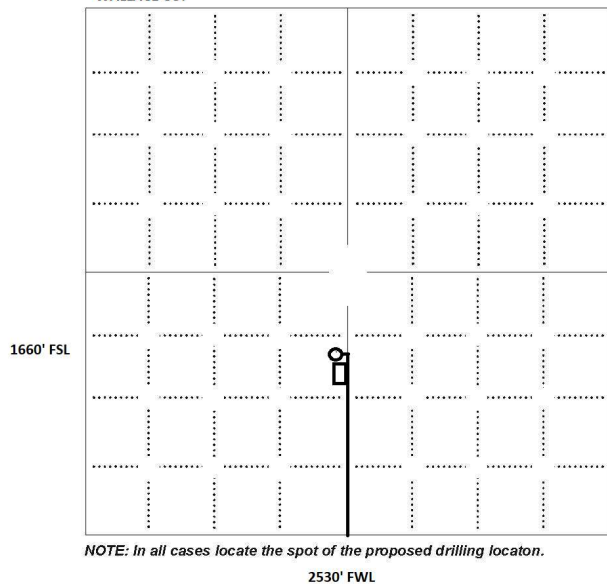 1660' FSL
NOTE: In all cases locate the spot of the proposed drilling locaton.
2530' FWL